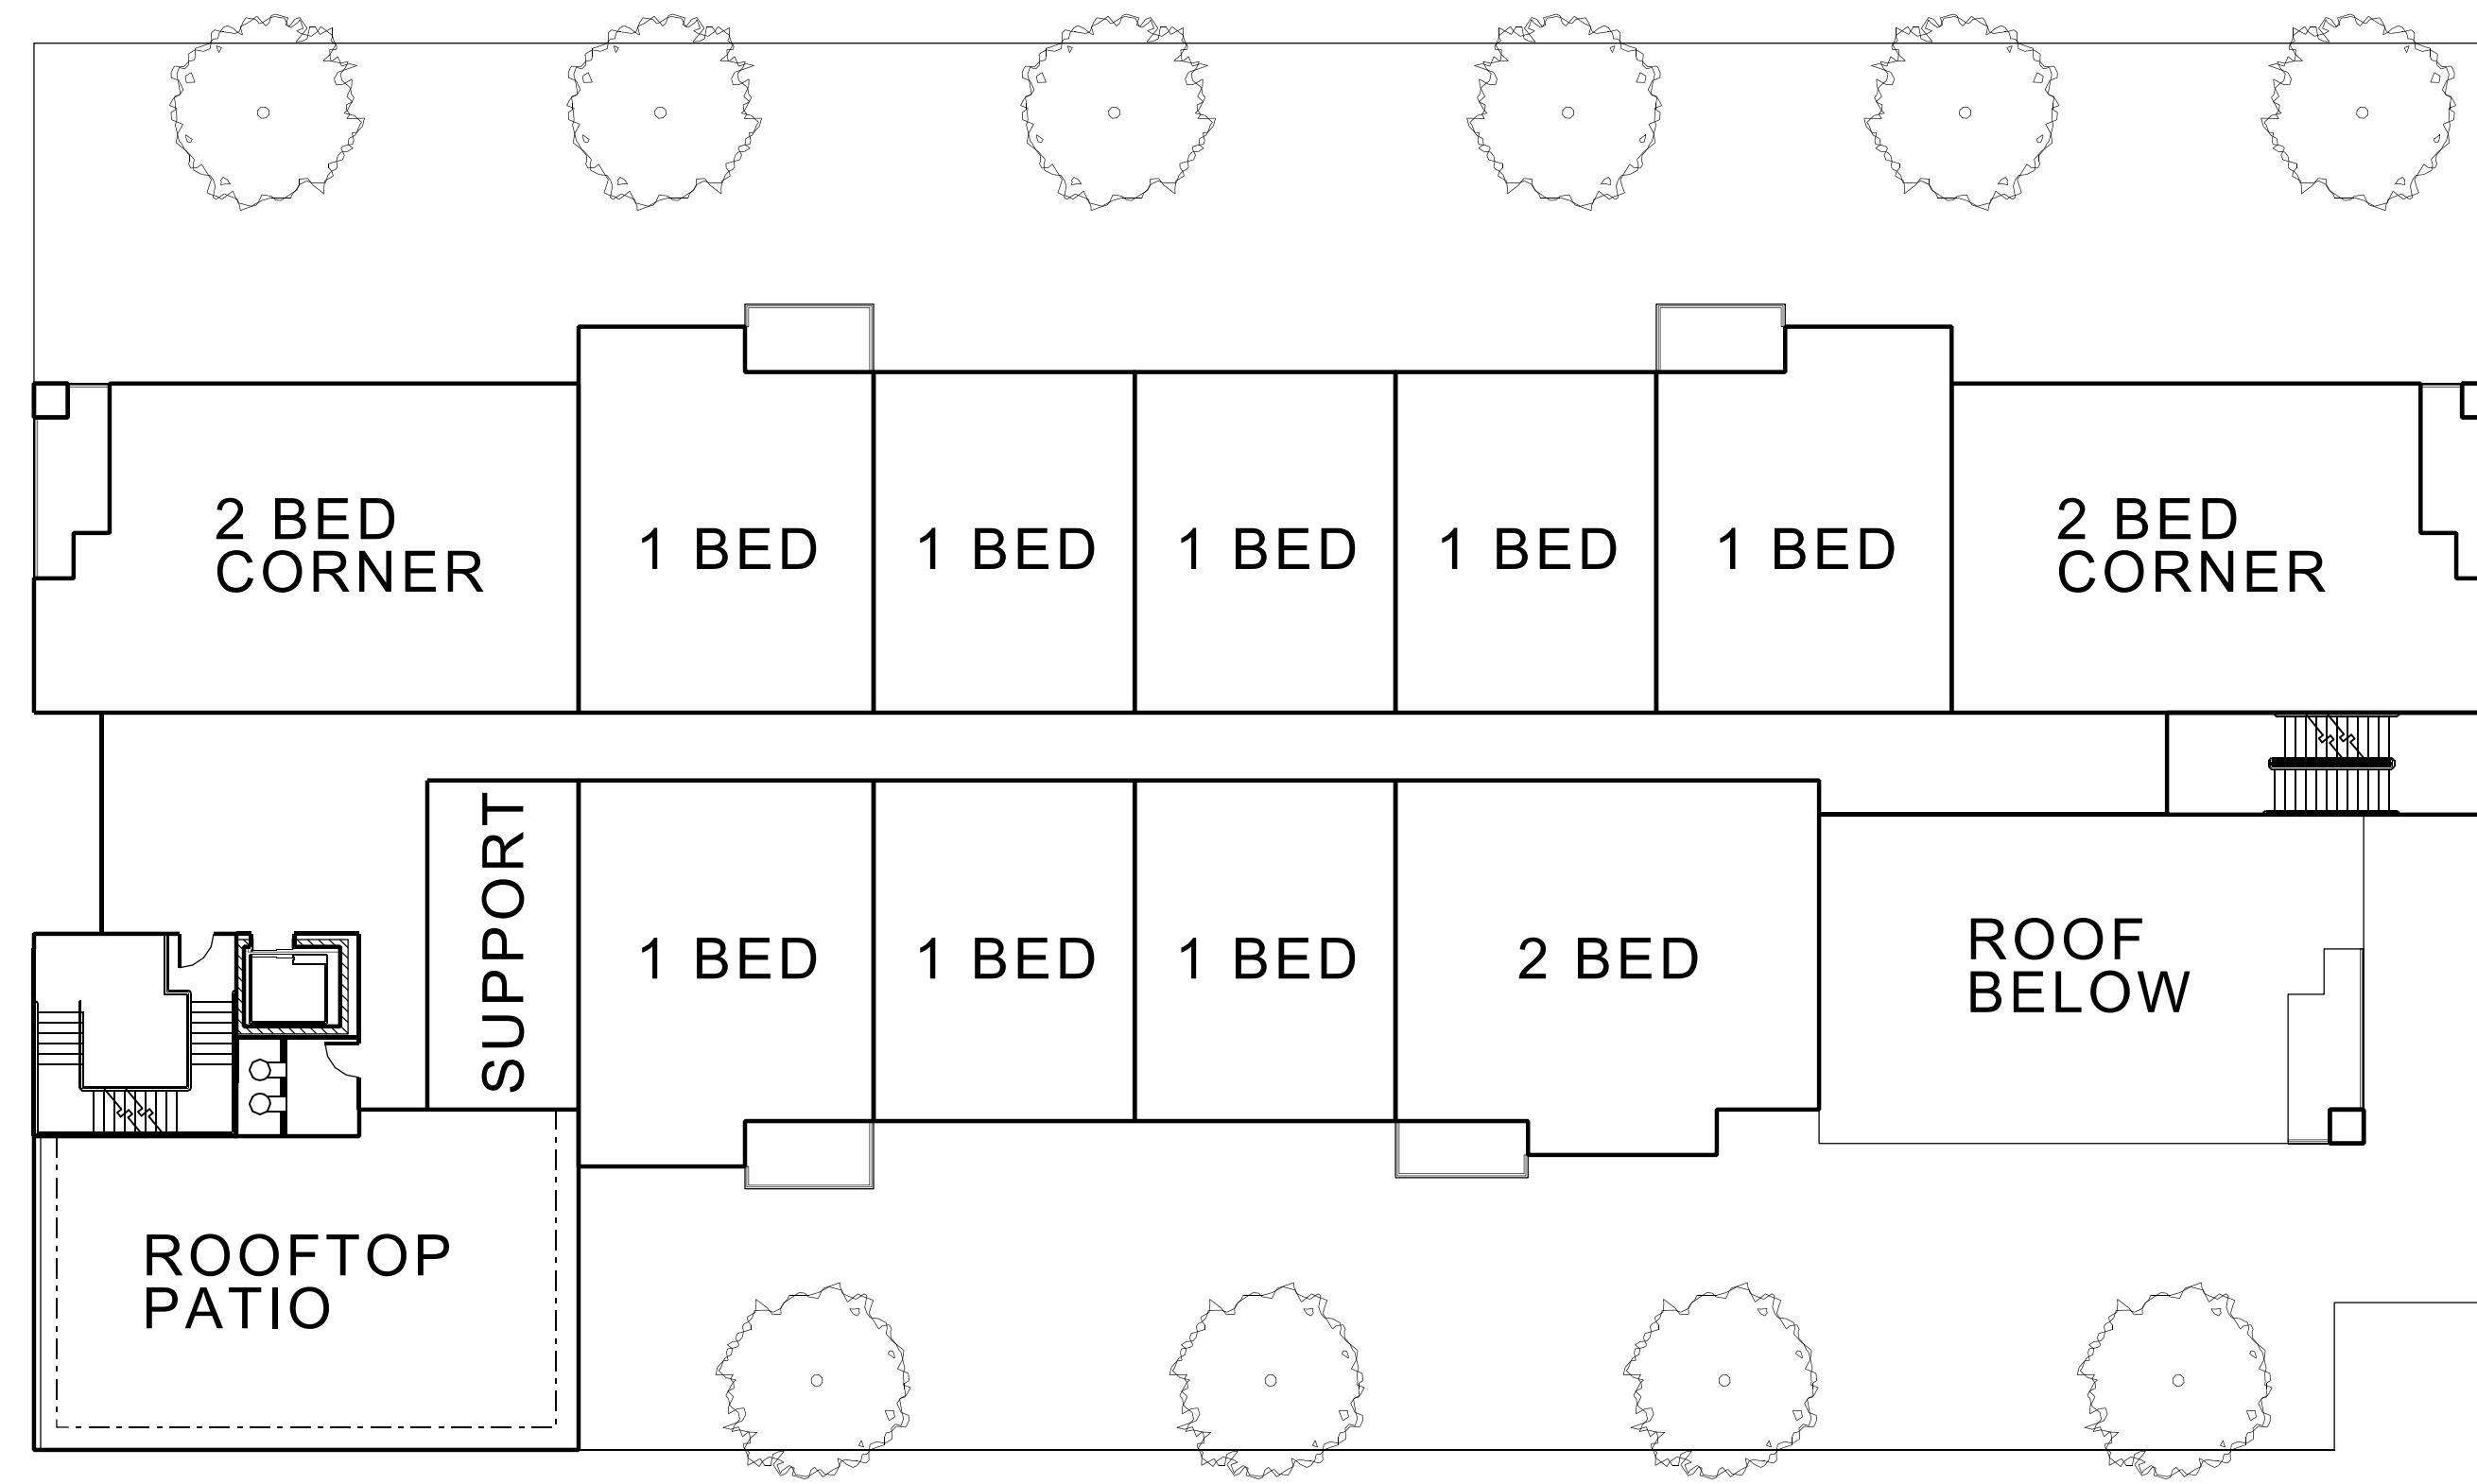 2 BED
CORNER
1 BED
1 BED
1 BED
1 BED
1 BED
2 BED
CORNER
SUPPORT
1 BED
1 BED
1 BED
2 BED
ROOF
BELOW
ROOFTOP
PATIO